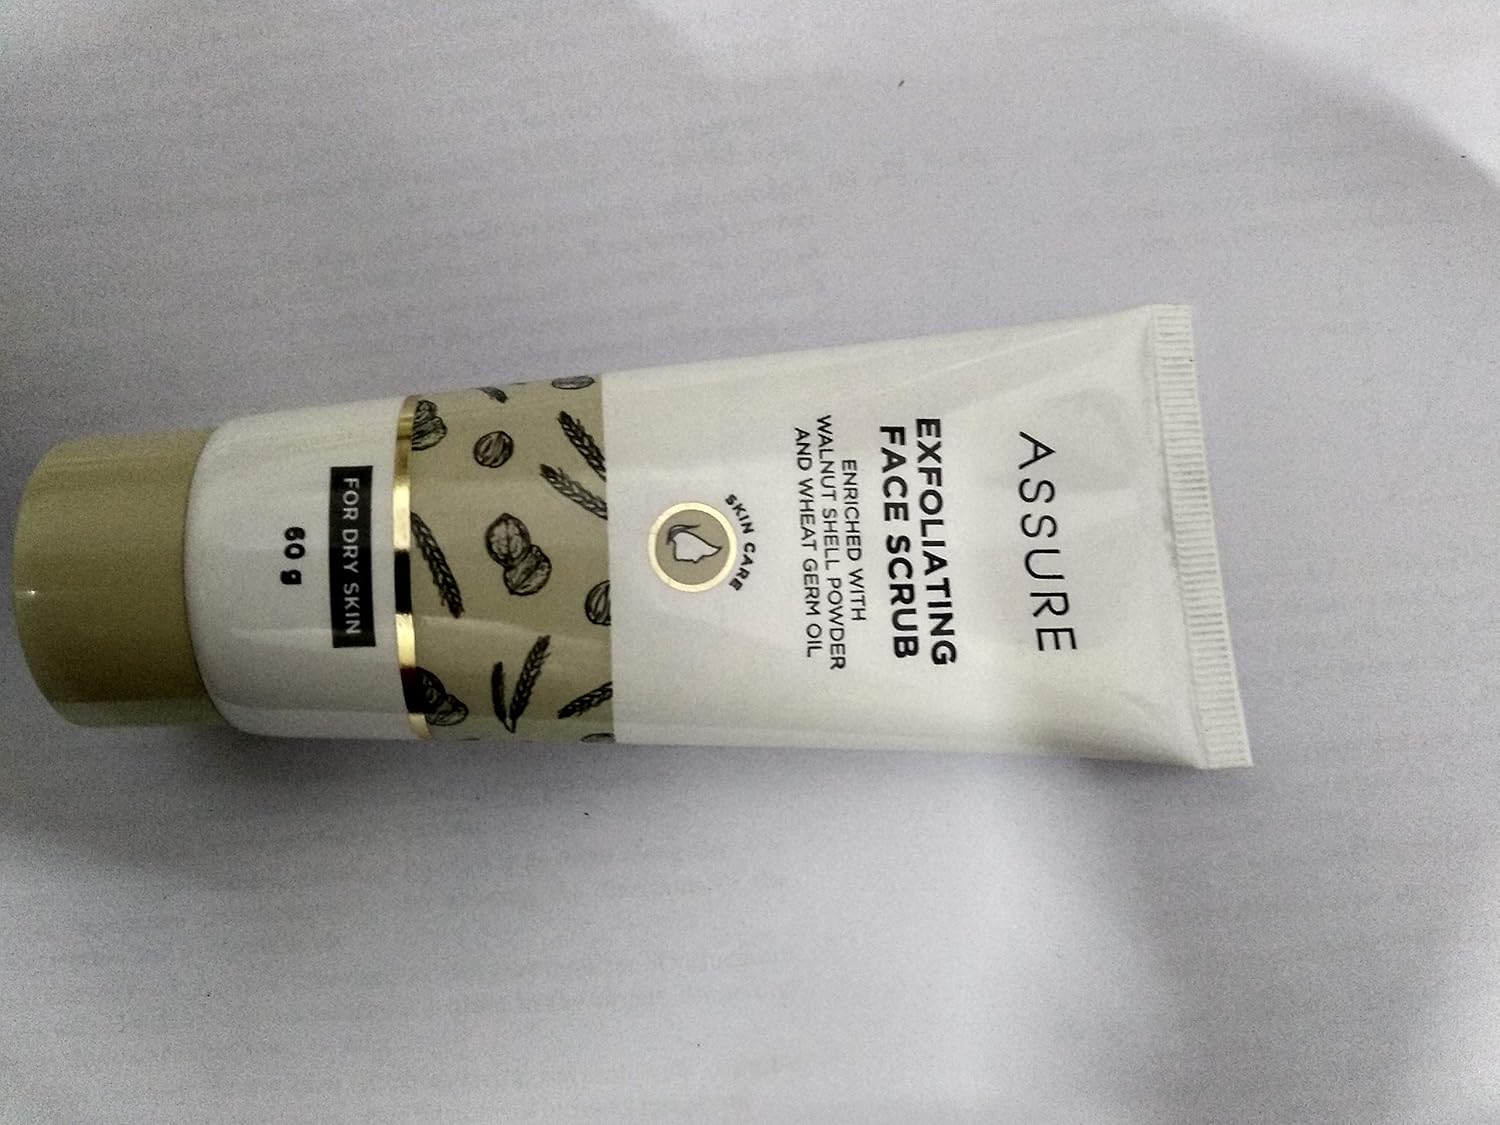 ASSURE
EXFOLIATING
FACE SCRUB
ENRICHED WITH
WALNUT SHELL POWDER
AND WHEAT GERM OIL
SKIN CARE
FOR DRY SKIN
60 g